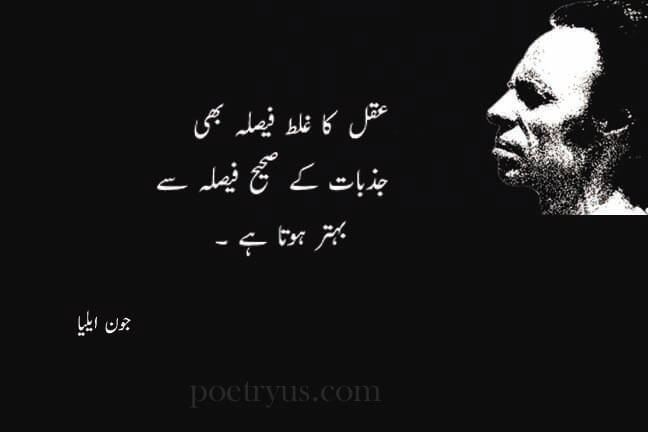 عقل کا غلط فیصلہ بھی
جذبات کے صحیح فیصلہ سے
بہتر ہوتا ہے ۔
جون ایلیا
poetryus.com